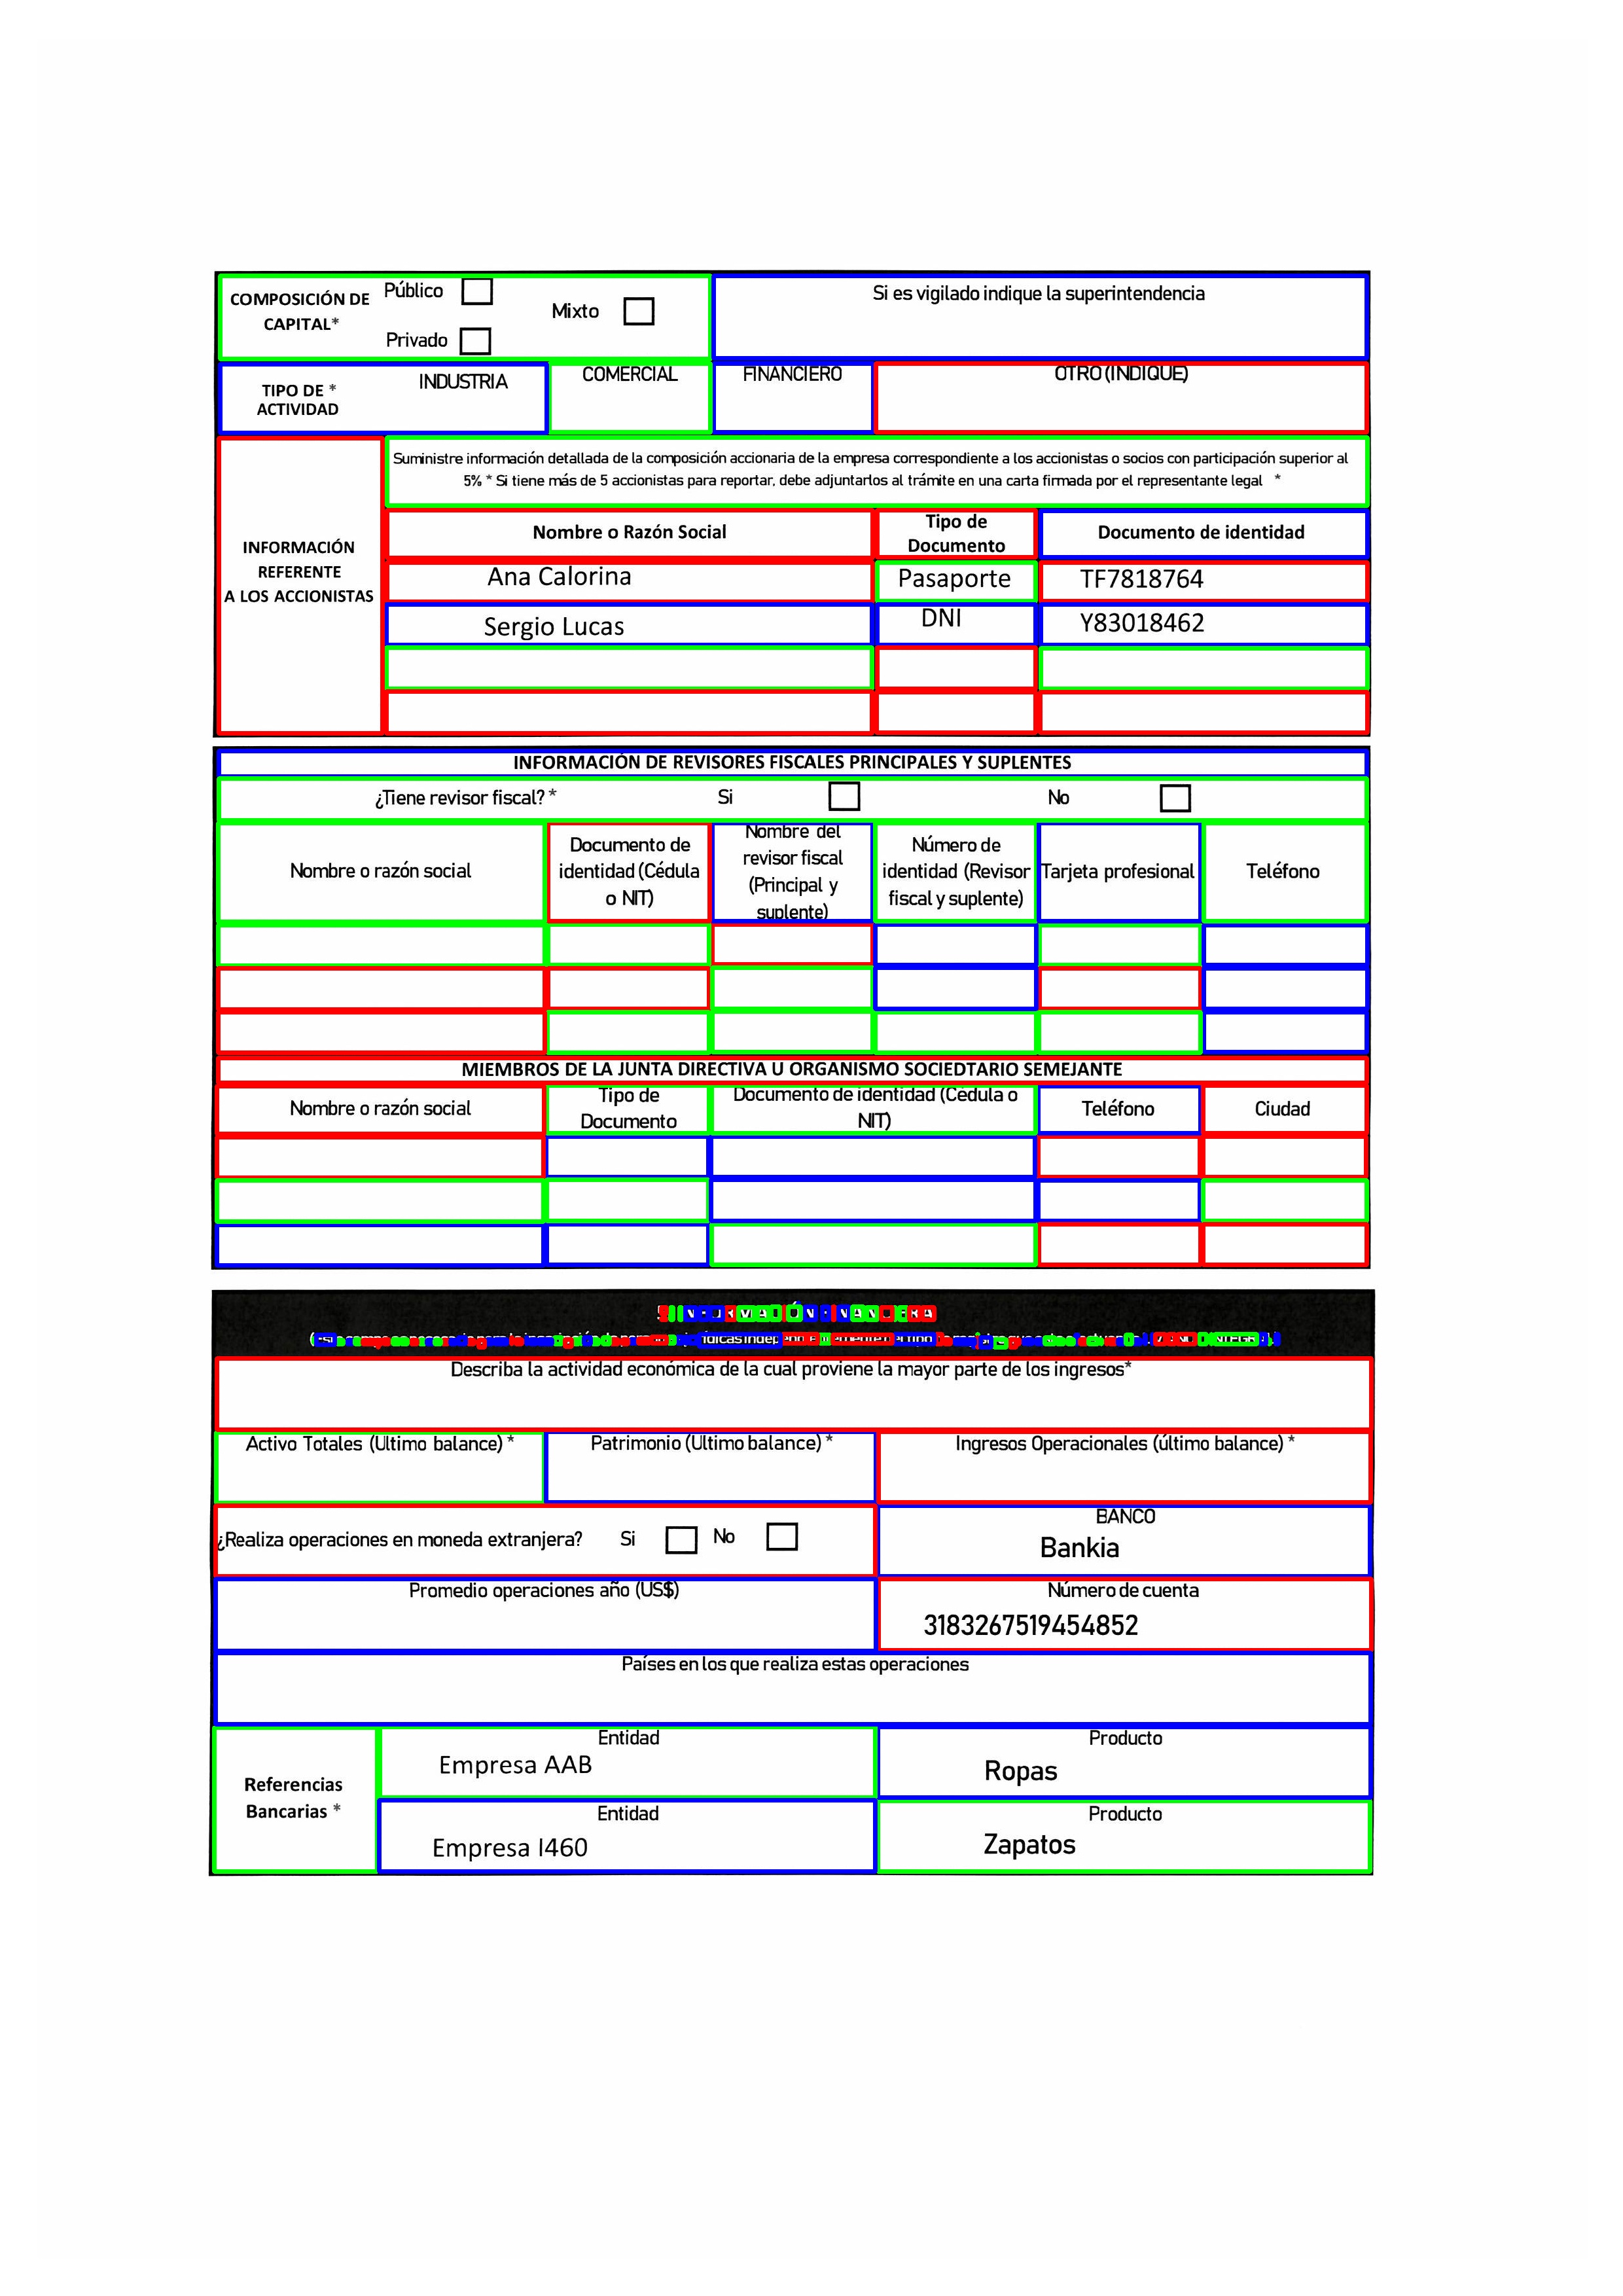 COMPOSICIÓN DE CAPITAL*
Público
Mixto
Privado
Si es vigilado indique la superintendencia
TIPO DE * ACTIVIDAD
INDUSTRIA
COMERCIAL
FINANCIERO
OTRO (INDIQUE)
INFORMACIÓN
REFERENTE
A LOS ACCIONISTAS
Suministre información detallada de la composición accionaria de la empresa correspondiente a los accionistas o socios con participación superior al
5% * Si tiene más de 5 accionistas para reportar, debe adjuntarlos al trámite en una carta firmada por el representante legal *
Nombre o Razón Social
Tipo de Documento
Documento de identidad
Ana Calorina
Pasaporte
TF7818764
Sergio Lucas
DNI
Y83018462
INFORMACIÓN DE REVISORES FISCALES PRINCIPALES Y SUPLENTES
¿Tiene revisor fiscal? *
Si
No
Nombre o razón social
Documento de identidad (Cédula o NIT)
Nombre del revisor fiscal (Principal y suplente)
Número de identidad (Revisor fiscal y suplente)
Tarjeta profesional
Teléfono
MIEMBROS DE LA JUNTA DIRECTIVA U ORGANISMO SOCIEDTARIO SEMEJANTE
Nombre o razón social
Tipo de Documento
Documento de identidad (Cédula o NIT)
Teléfono
Ciudad
Describa la actividad económica de la cual proviene la mayor parte de los ingresos*
Activo Totales (Ultimo balance) *
Patrimonio (Ultimo balance) *
Ingresos Operacionales (último balance) *
¿Realiza operaciones en moneda extranjera?
Si
No
BANCO
Bankia
Promedio operaciones año (US$)
Número de cuenta
3183267519454852
Países en los que realiza estas operaciones
Referencias Bancarias *
Entidad
Empresa AAB
Producto
Ropas
Entidad
Empresa I460
Producto
Zapatos